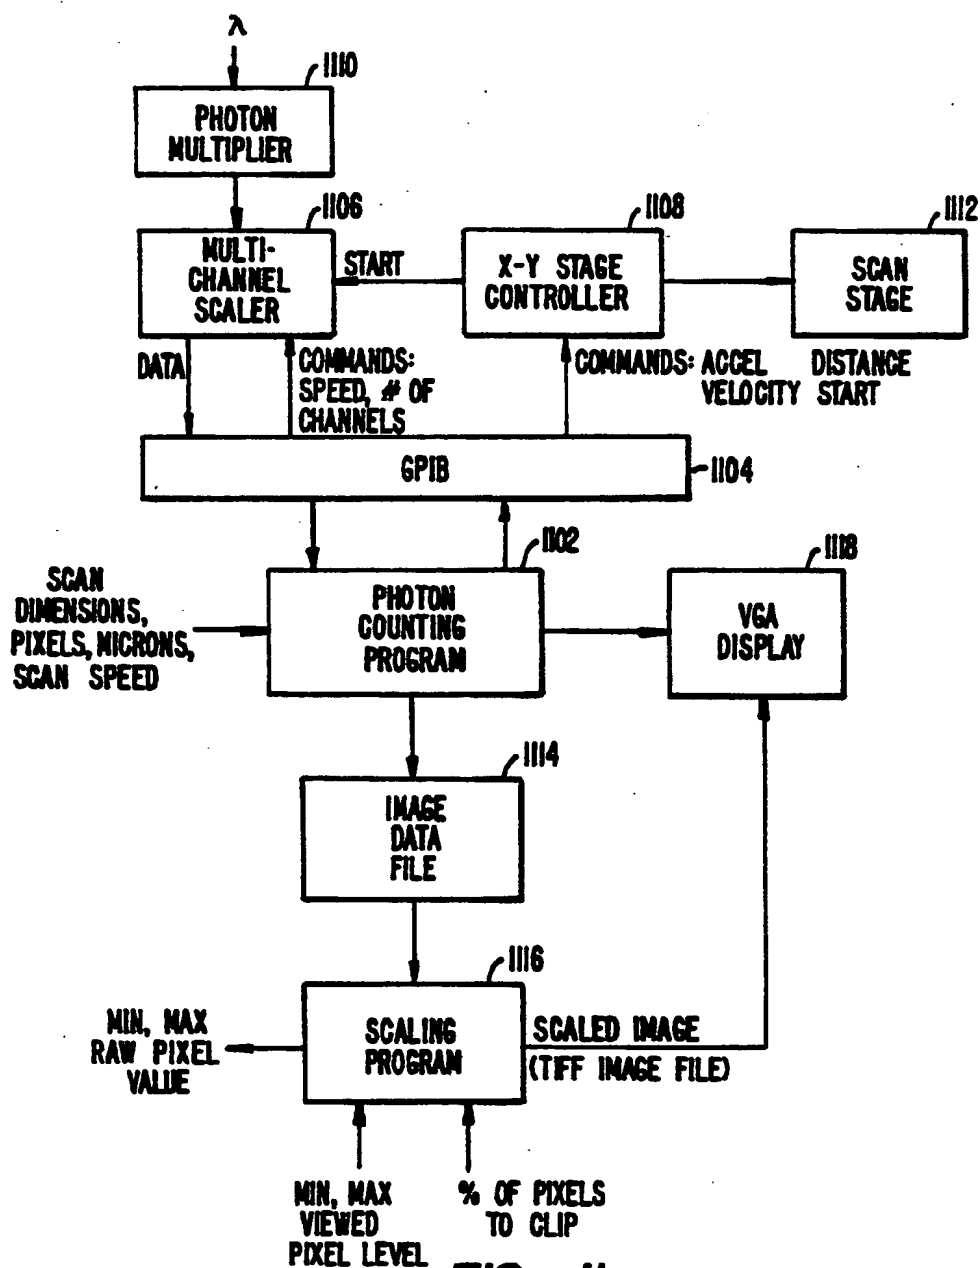 λ
1110
PHOTON
MULTIPLIER
1106
MULTI-
CHANNEL
SCALER
START
1108
X-Y STAGE
CONTROLLER
1112
SCAN
STAGE
DATA
COMMANDS:
SPEED, # OF
CHANNELS
COMMANDS: ACCEL DISTANCE
VELOCITY START
GPIB
1104
1102
PHOTON
COUNTING
PROGRAM
SCAN
DIMENSIONS,
PIXELS, MICRONS,
SCAN SPEED
1118
VGA
DISPLAY
1114
IMAGE
DATA
FILE
1116
SCALING
PROGRAM
MIN, MAX
RAW PIXEL
VALUE
SCALED IMAGE
(TIFF IMAGE FILE)
MIN, MAX
VIEWED
PIXEL LEVEL
% OF PIXELS
TO CLIP